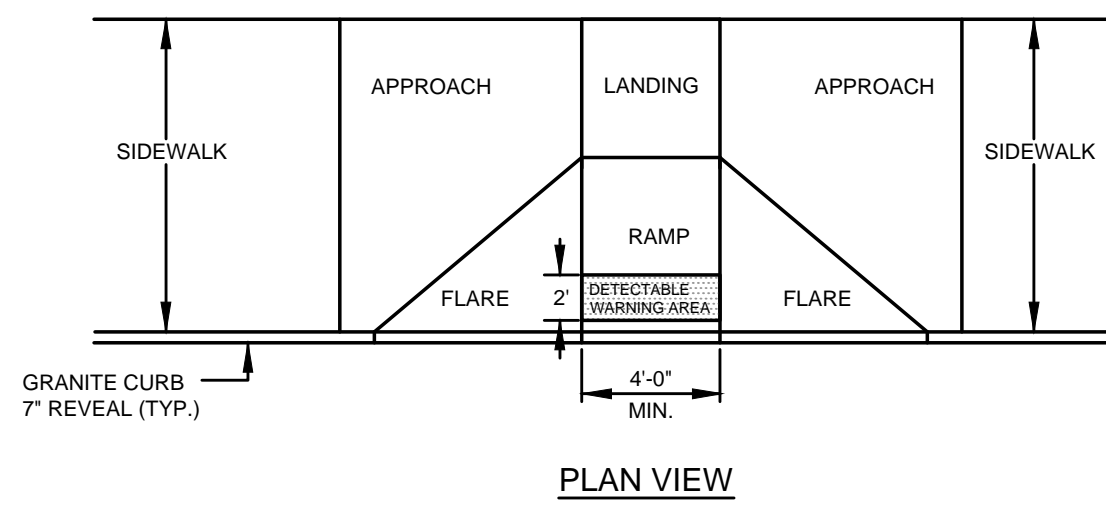 APPROACH
LANDING
APPROACH
SIDEWALK
SIDEWALK
RAMP
FLARE
2'
DETECTABLE
WARNING AREA
FLARE
GRANITE CURB
7" REVEAL (TYP.)
4'-0"
MIN.
PLAN VIEW